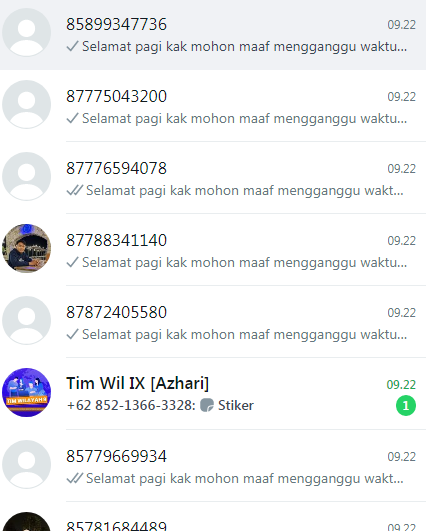 85899347736 09.22
Selamat pagi kak mohon maaf mengganggu waktu...
87775043200 09.22
Selamat pagi kak mohon maaf mengganggu waktu...
87776594078 09.22
Selamat pagi kak mohon maaf mengganggu wakt...
87788341140 09.22
Selamat pagi kak mohon maaf mengganggu waktu...
87872405580 09.22
Selamat pagi kak mohon maaf mengganggu waktu...
Tim Wil IX [Azhari] 09.22
+62 852-1366-3328: Stiker 1
85779669934 09.22
Selamat pagi kak mohon maaf mengganggu wakt...
85781684489 09.22